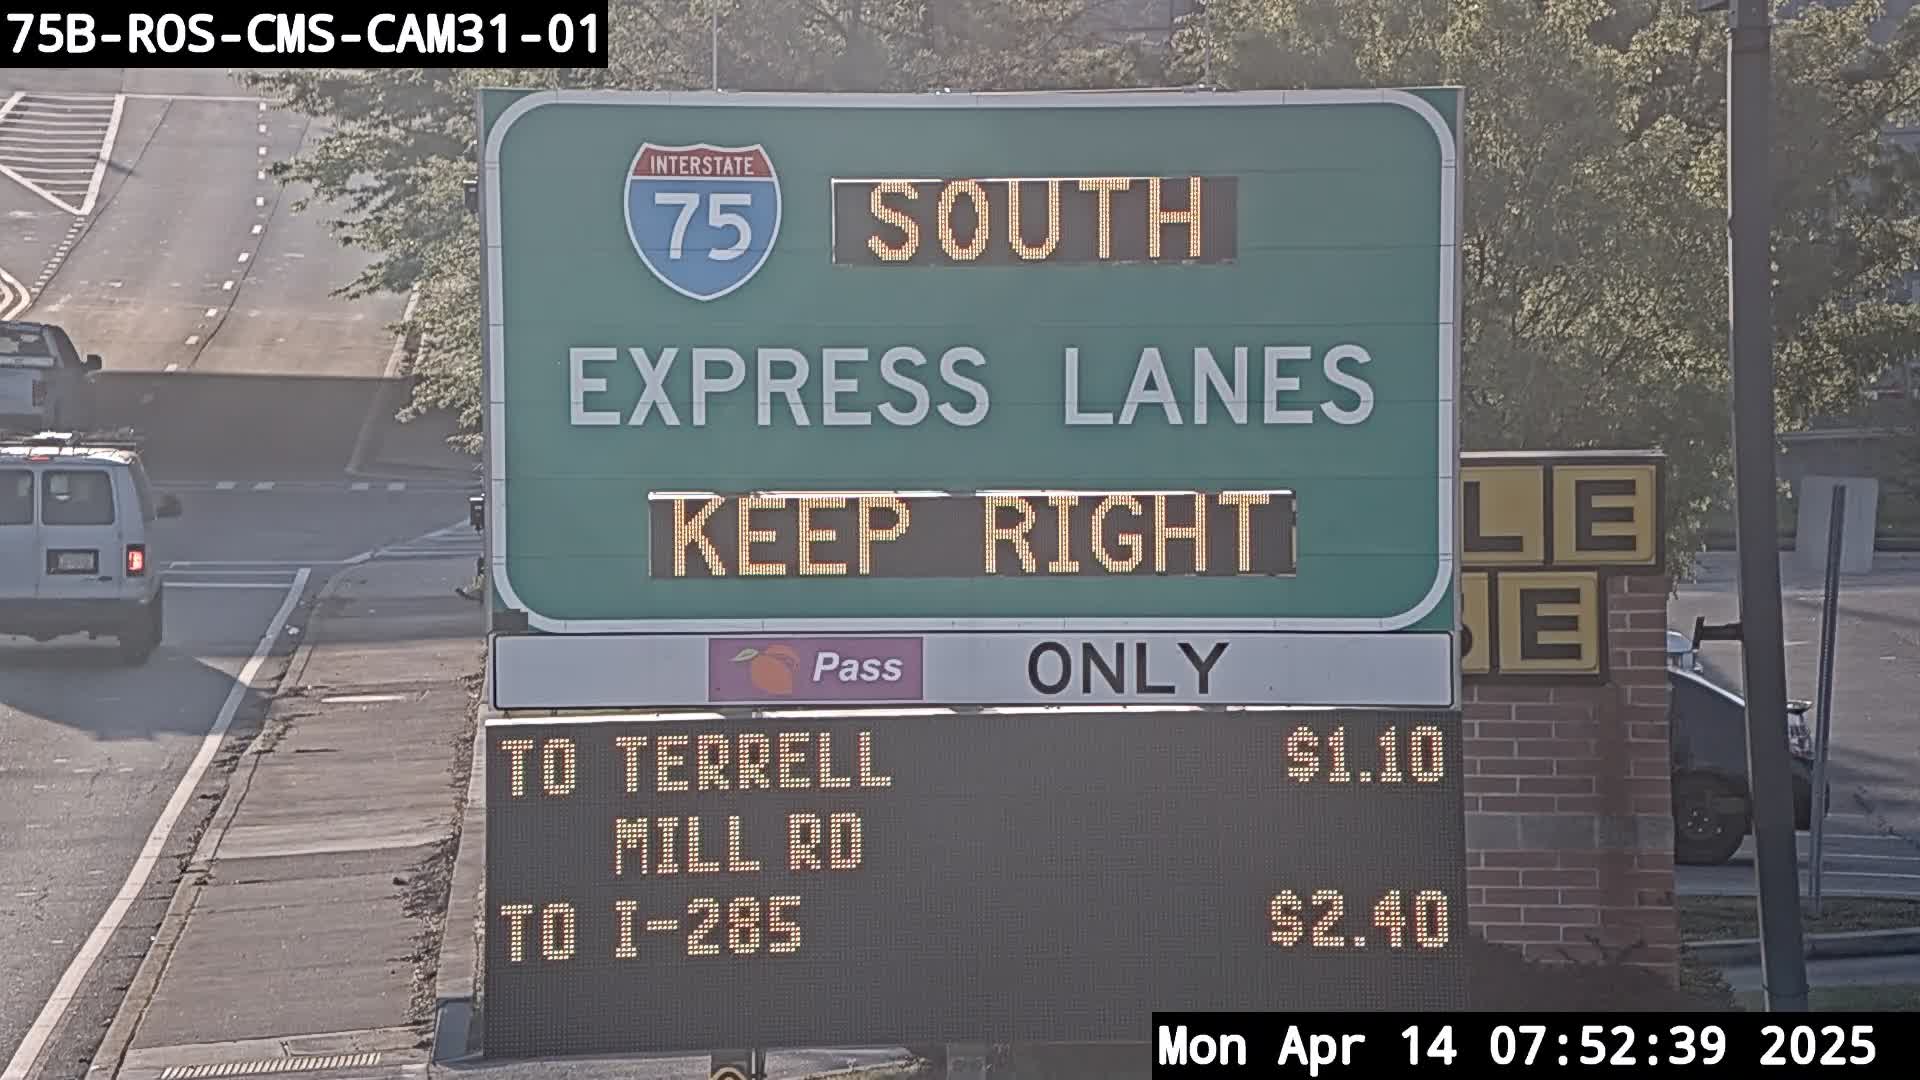 75B-ROS-CMS-CAM31-01
INTERSTATE
75
SOUTH
EXPRESS LANES
KEEP RIGHT
Pass
ONLY
TO TERRELL $1.10
MILL RD
TO I-285 $2.40
LE
E
Mon Apr 14 07:52:39 2025